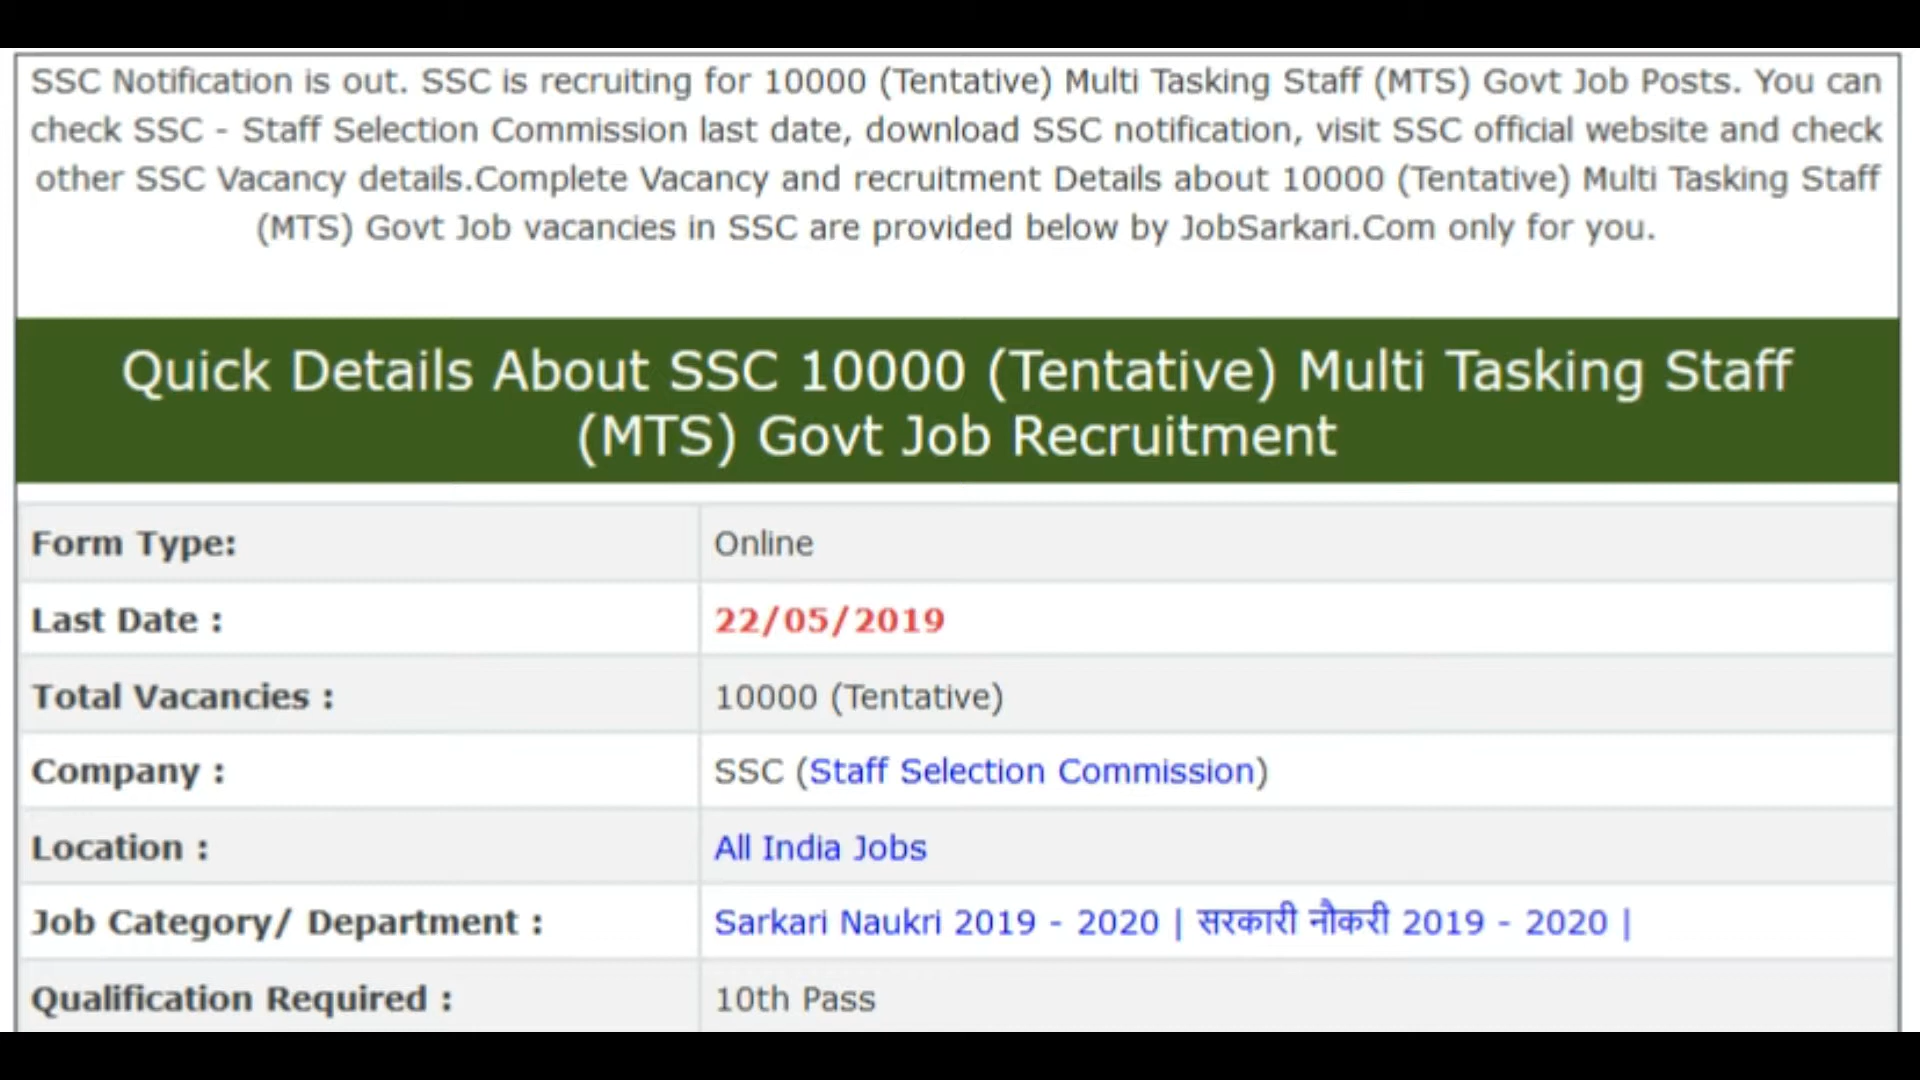 SSC Notification is out. SSC is recruiting for 10000 (Tentative) Multi Tasking Staff (MTS) Govt Job Posts. You can
check SSC - Staff Selection Commission last date, download SSC notification, visit SSC official website and check
other SSC Vacancy details.Complete Vacancy and recruitment Details about 10000 (Tentative) Multi Tasking Staff
(MTS) Govt Job vacancies in SSC are provided below by JobSarkari.Com only for you.
Quick Details About SSC 10000 (Tentative) Multi Tasking Staff
(MTS) Govt Job Recruitment
Form Type: Online
Last Date : 22/05/2019
Total Vacancies : 10000 (Tentative)
Company : SSC (Staff Selection Commission)
Location : All India Jobs
Job Category/ Department : Sarkari Naukri 2019 - 2020 | सरकारी नौकरी 2019 - 2020 |
Qualification Required : 10th Pass